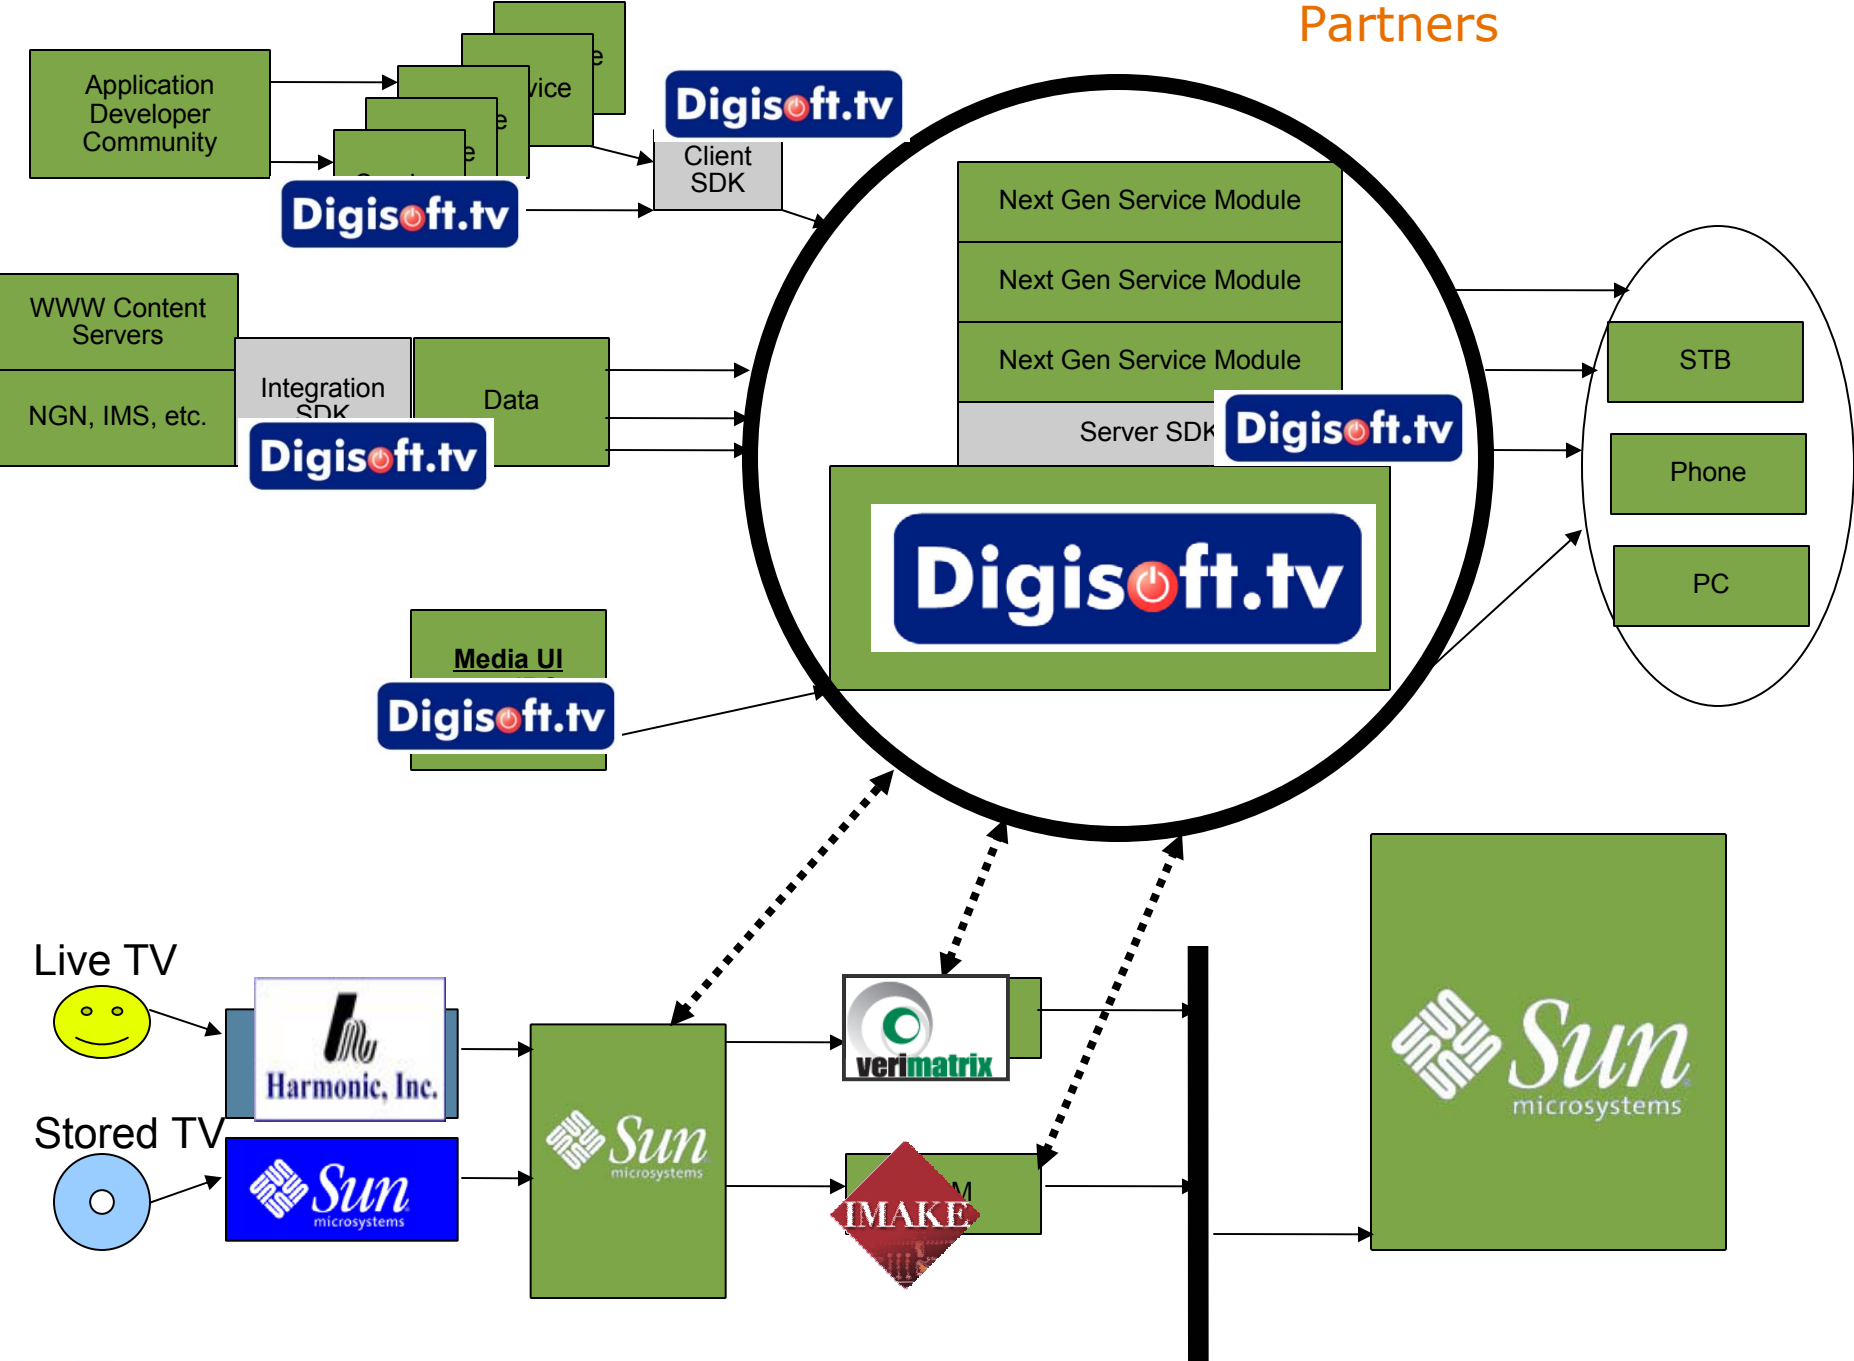 Partners
Application
Developer
Community
vice
e
e
e
Digisoft.tv
Client
SDK
Digisoft.tv
Next Gen Service Module
Next Gen Service Module
Next Gen Service Module
Server SDK
Digisoft.tv
Digisoft.tv
WWW Content
Servers
NGN, IMS, etc.
Integration
SDK
Digisoft.tv
Data
STB
Phone
PC
Media UI
Digisoft.tv
Live TV
Harmonic, Inc.
Stored TV
Sun
microsystems
Sun
microsystems
verimatrix
M
IMAKE
Sun
microsystems